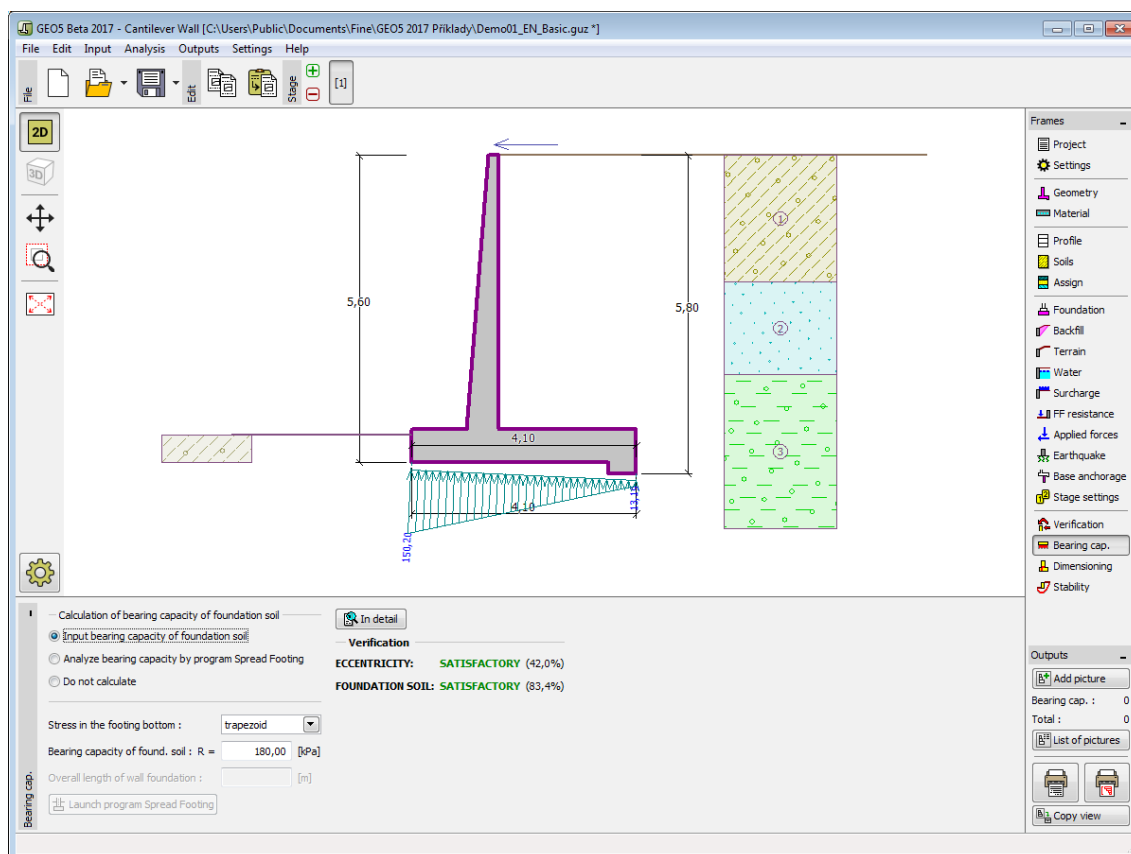 GEO5 Beta 2017 - Cantilever Wall [C:\Users\Public\Documents\Fine\GEO5 2017 Příklady\Demo01_EN_Basic.guz *]
File Edit Input Analysis Outputs Settings Help
File
Edit
Stage
[1]
2D
3D
5,60
5,80
1
2
3
4,10
4,10
150,20
13,15
Frames
Project
Settings
Geometry
Material
Profile
Soils
Assign
Foundation
Backfill
Terrain
Water
Surcharge
FF resistance
Applied forces
Earthquake
Base anchorage
Stage settings
Verification
Bearing cap.
Dimensioning
Stability
Outputs
Add picture
Bearing cap. : 0
Total : 0
List of pictures
Copy view
Bearing cap.
Calculation of bearing capacity of foundation soil
Input bearing capacity of foundation soil
Analyze bearing capacity by program Spread Footing
Do not calculate
Stress in the footing bottom : trapezoid
Bearing capacity of found. soil : R = 180,00 [kPa]
Overall length of wall foundation : [m]
Launch program Spread Footing
In detail
Verification
ECCENTRICITY: SATISFACTORY (42,0%)
FOUNDATION SOIL: SATISFACTORY (83,4%)